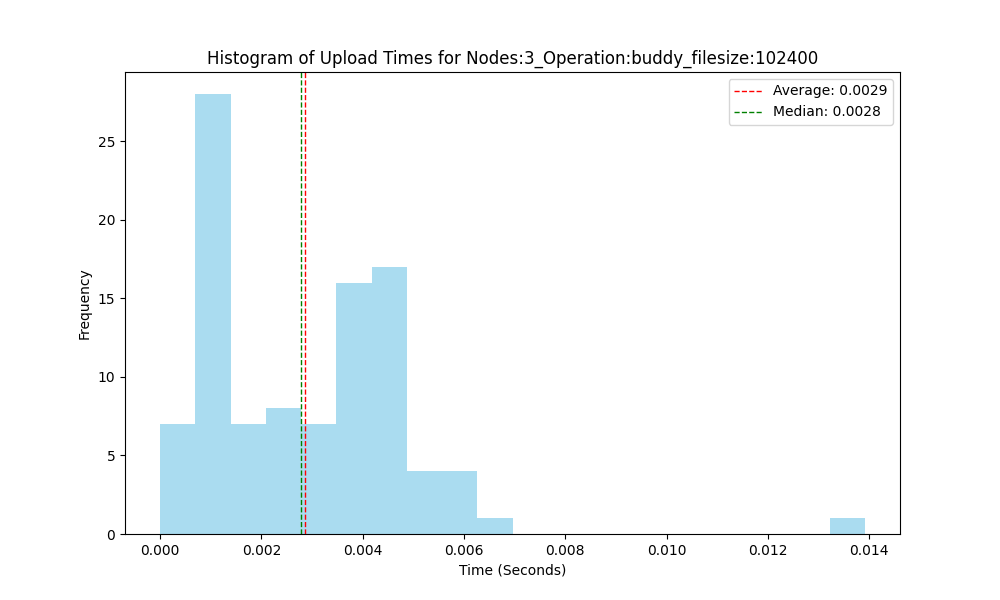 Histogram of Upload Times for Nodes:3_Operation:buddy_filesize:102400
Average: 0.0029
Median: 0.0028
Frequency
25
20
15
10
5
0
0.000 0.002 0.004 0.006 0.008 0.010 0.012 0.014
Time (Seconds)